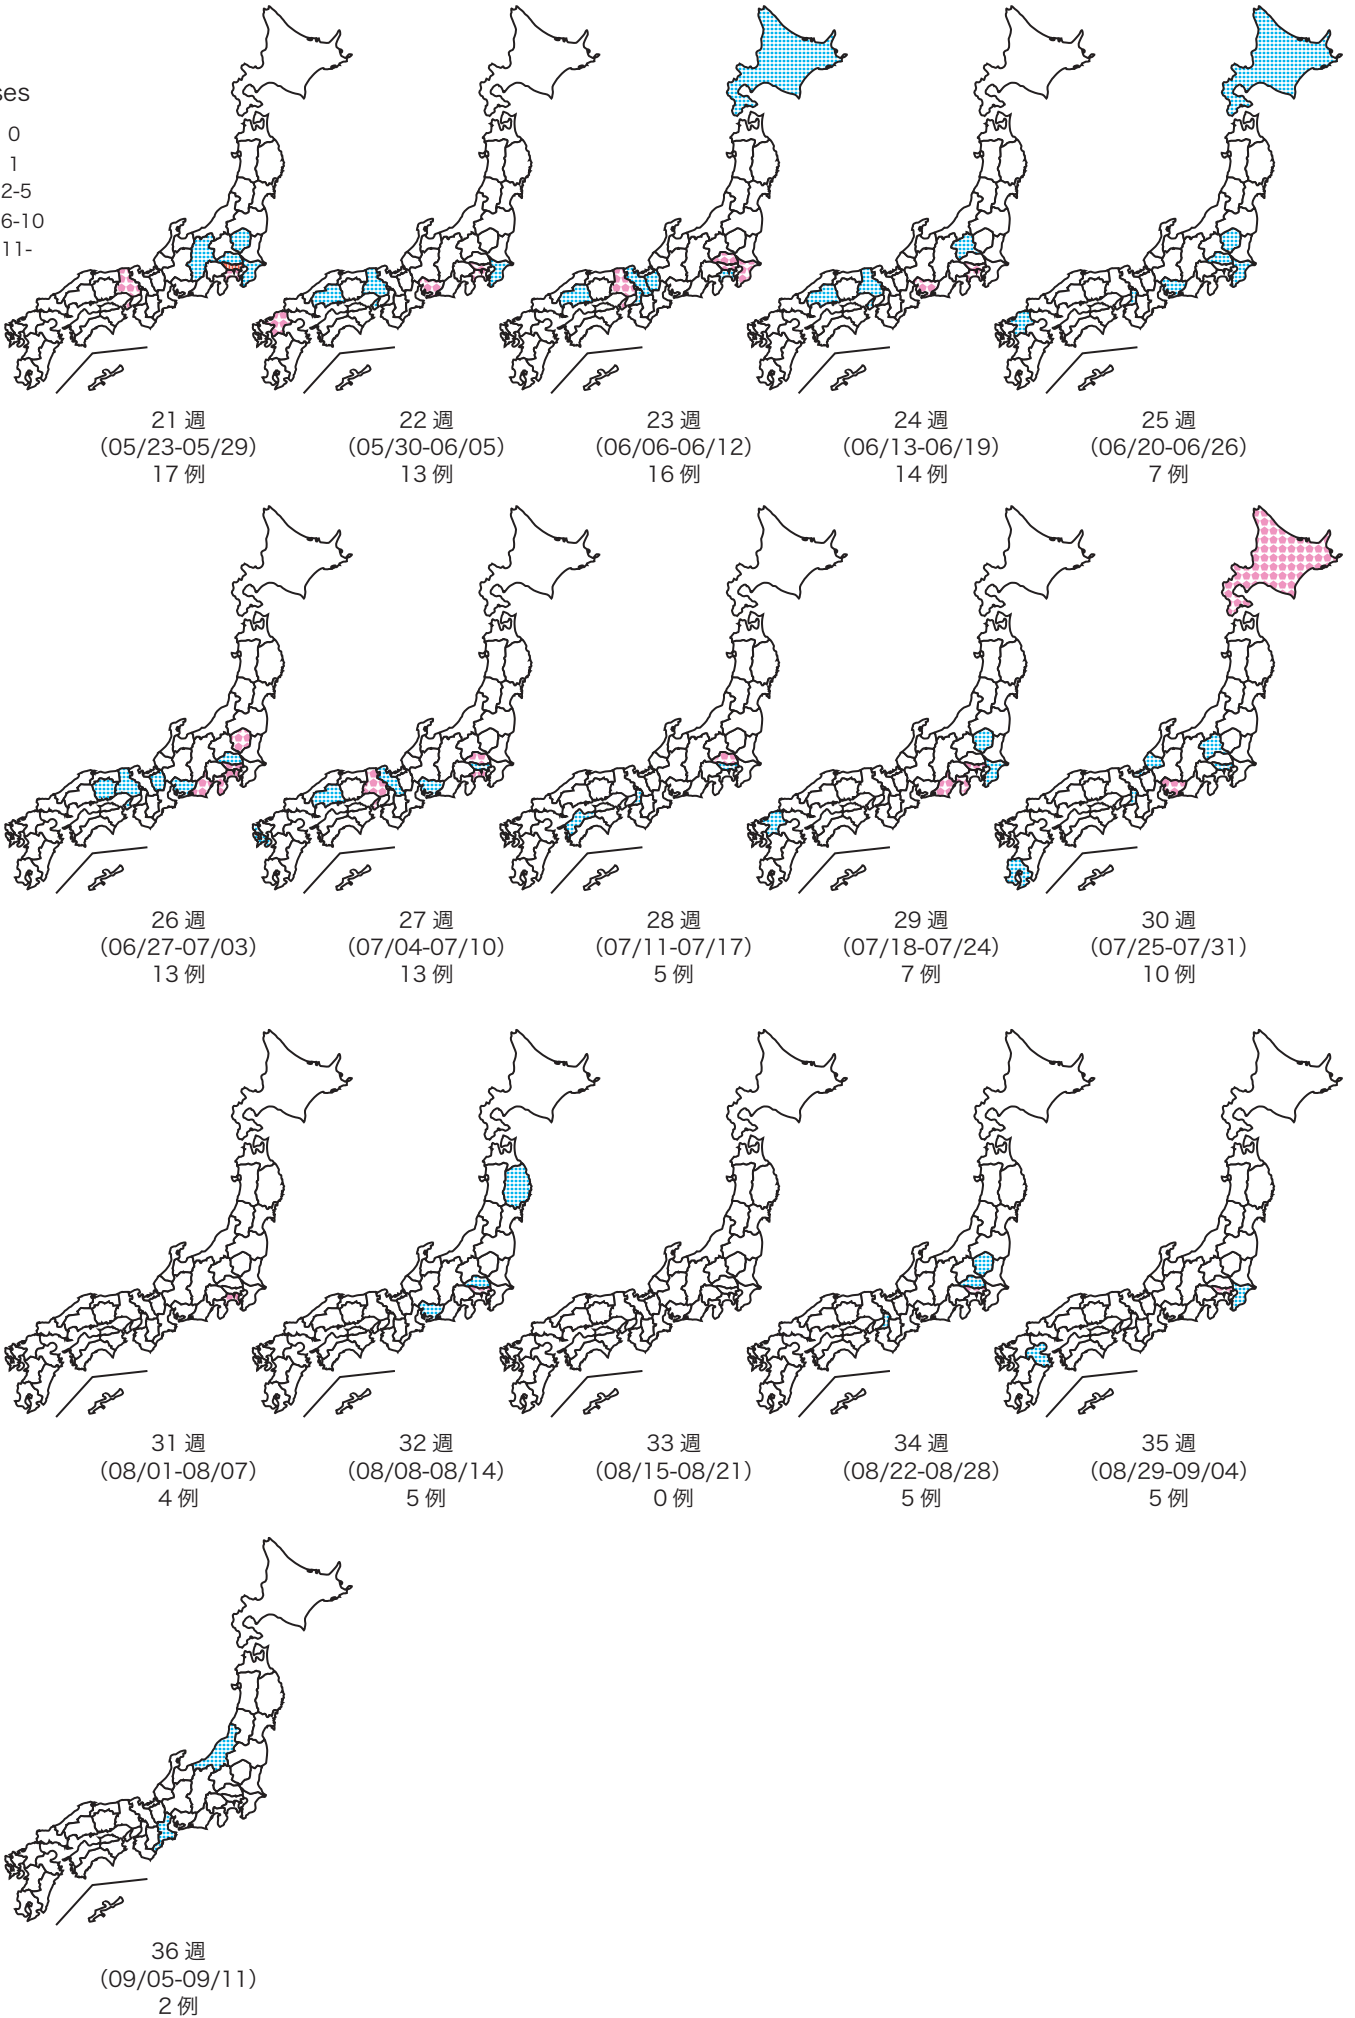 0
1
2-5
6-10
11-
21 週
（05/23-05/29）
17 例
22 週
（05/30-06/05）
13 例
23 週
（06/06-06/12）
16 例
24 週
（06/13-06/19）
14 例
25 週
（06/20-06/26）
7 例
26 週
（06/27-07/03）
13 例
27 週
（07/04-07/10）
13 例
28 週
（07/11-07/17）
5 例
29 週
（07/18-07/24）
7 例
30 週
（07/25-07/31）
10 例
31 週
（08/01-08/07）
4 例
32 週
（08/08-08/14）
5 例
33 週
（08/15-08/21）
0 例
34 週
（08/22-08/28）
5 例
35 週
（08/29-09/04）
5 例
36 週
（09/05-09/11）
2 例